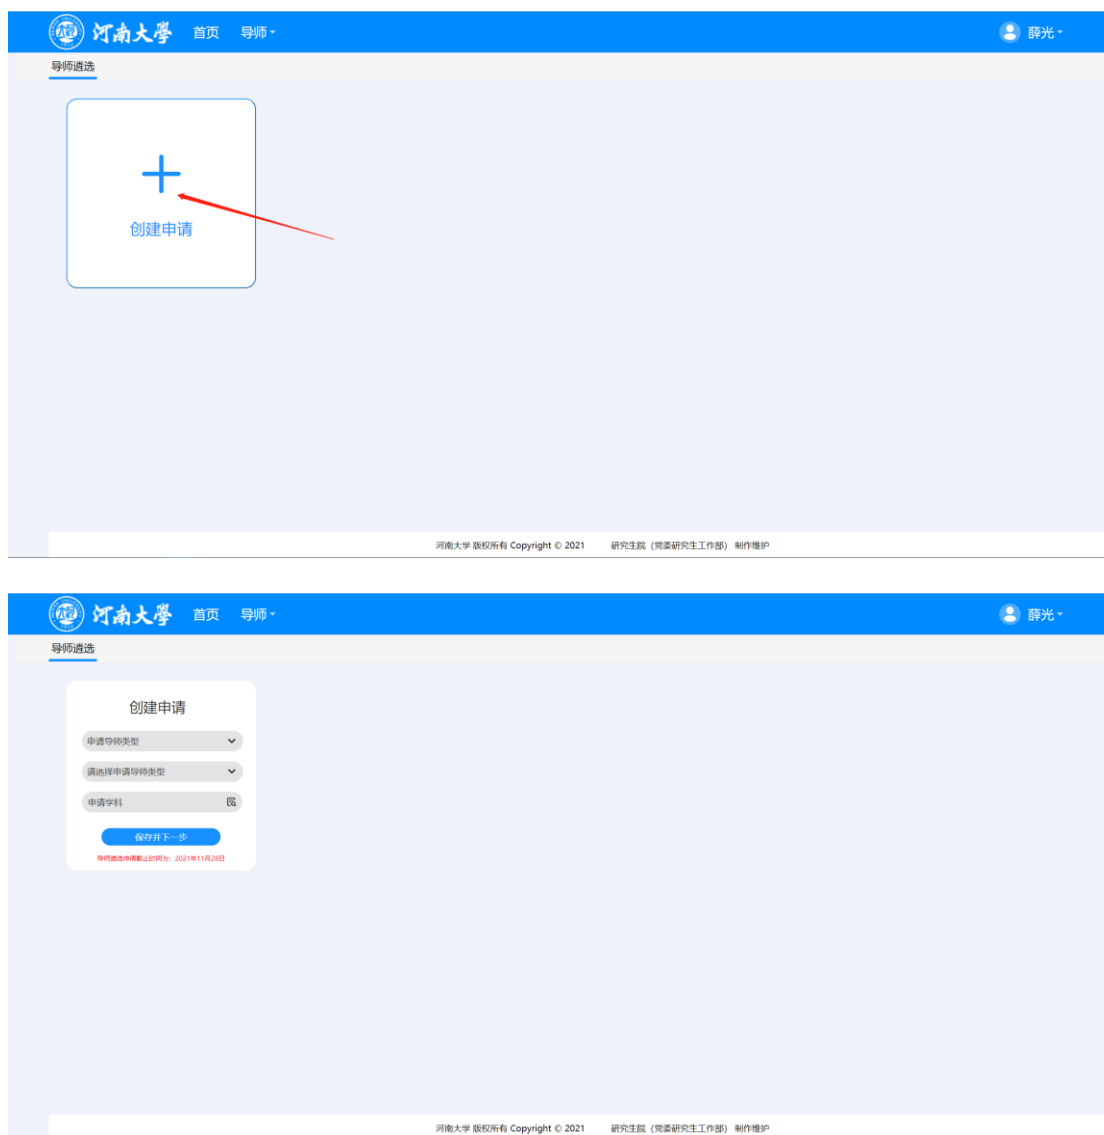 河南大學 首页 导师 薛光
导师遴选
创建申请
河南大学 版权所有 Copyright © 2021 研究生院（党委研究生工作部） 制作维护
河南大學 首页 导师 薛光
导师遴选
创建申请
申请导师类型
请选择申请导师类型
申请学科
保存并下一步
导师遴选申请截止时间为：2021年11月28日
河南大学 版权所有 Copyright © 2021 研究生院（党委研究生工作部） 制作维护